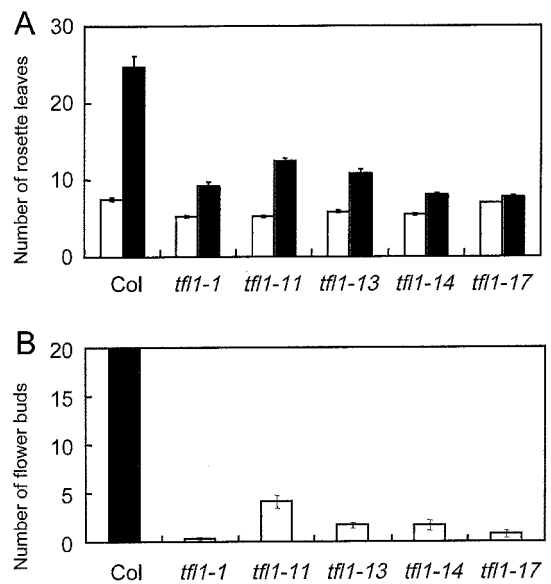 A
Number of rosette leaves
30
20
10
0
Col tfl1-1 tfl1-11 tfl1-13 tfl1-14 tfl1-17
B
Number of flower buds
20
15
10
5
0
Col tfl1-1 tfl1-11 tfl1-13 tfl1-14 tfl1-17